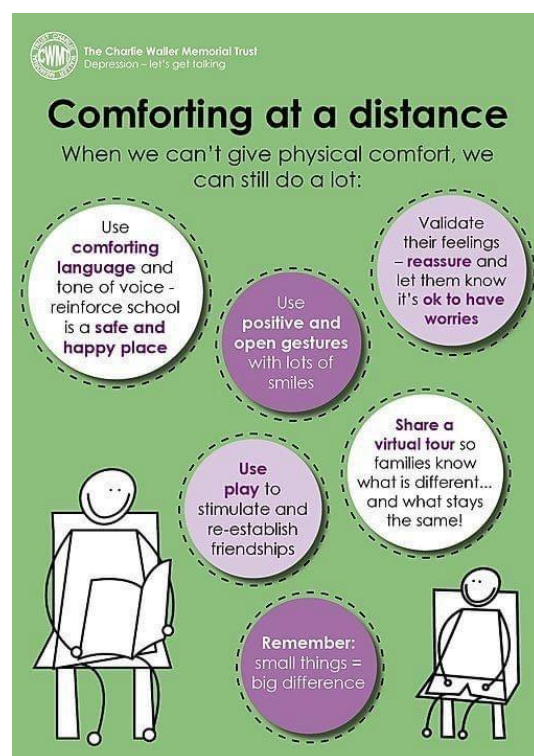 The Charlie Waller Memorial Trust
Depression – let's get talking
CWMT
Comforting at a distance
When we can't give physical comfort, we
can still do a lot:
Use
comforting
language and
tone of voice -
reinforce school
is a safe and
happy place
Validate
their feelings
– reassure and
let them know
it's ok to have
worries
Use
positive and
open gestures
with lots of
smiles
Share a
virtual tour so
families know
what is different...
and what stays
the same!
Use
play to
stimulate and
re-establish
friendships
Remember:
small things =
big difference